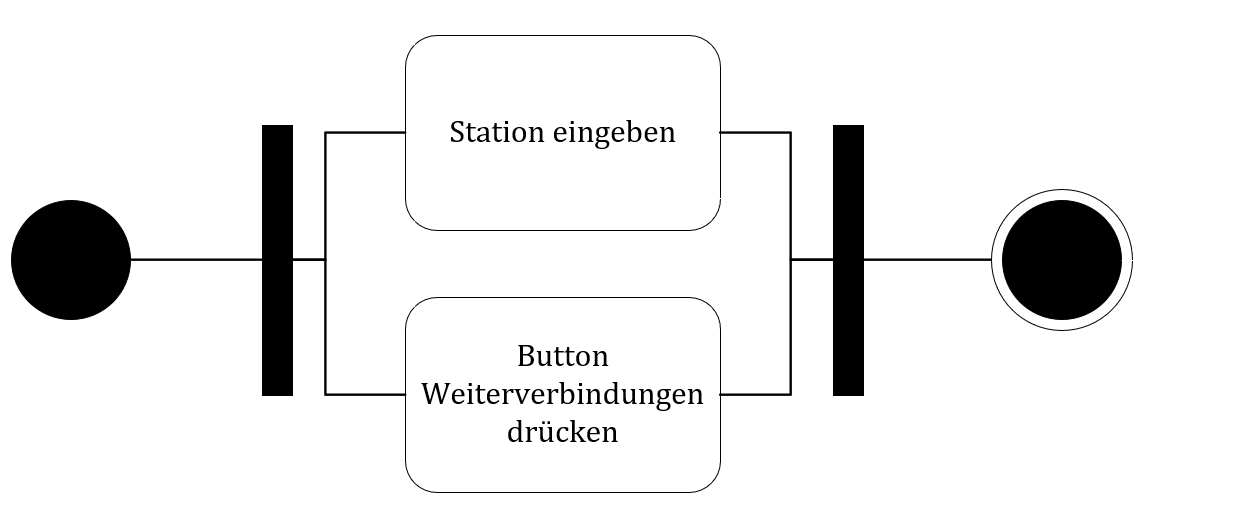 Station eingeben
Button
Weiterverbindungen
drücken